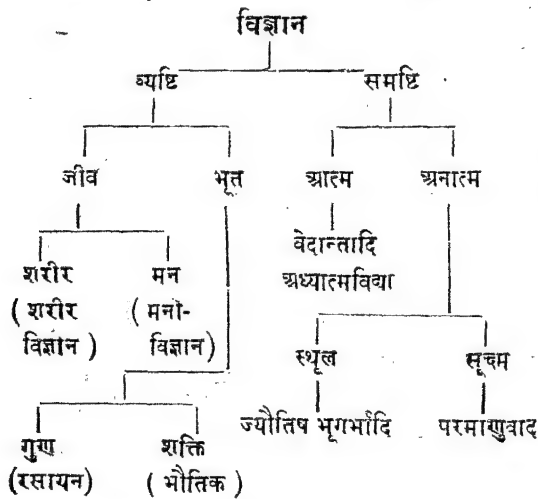 विज्ञान
व्यष्टि समष्टि
जीव भूत आत्म अनात्म
वेदान्तादि
अध्यात्मविद्या
शरीर मन
( शरीर ( मनो-
विज्ञान ) विज्ञान)
स्थूल सूक्ष्म
ज्यौतिष भूगर्भादि परमाणुवाद
गुण शक्ति
(रसायन) ( भौतिक )